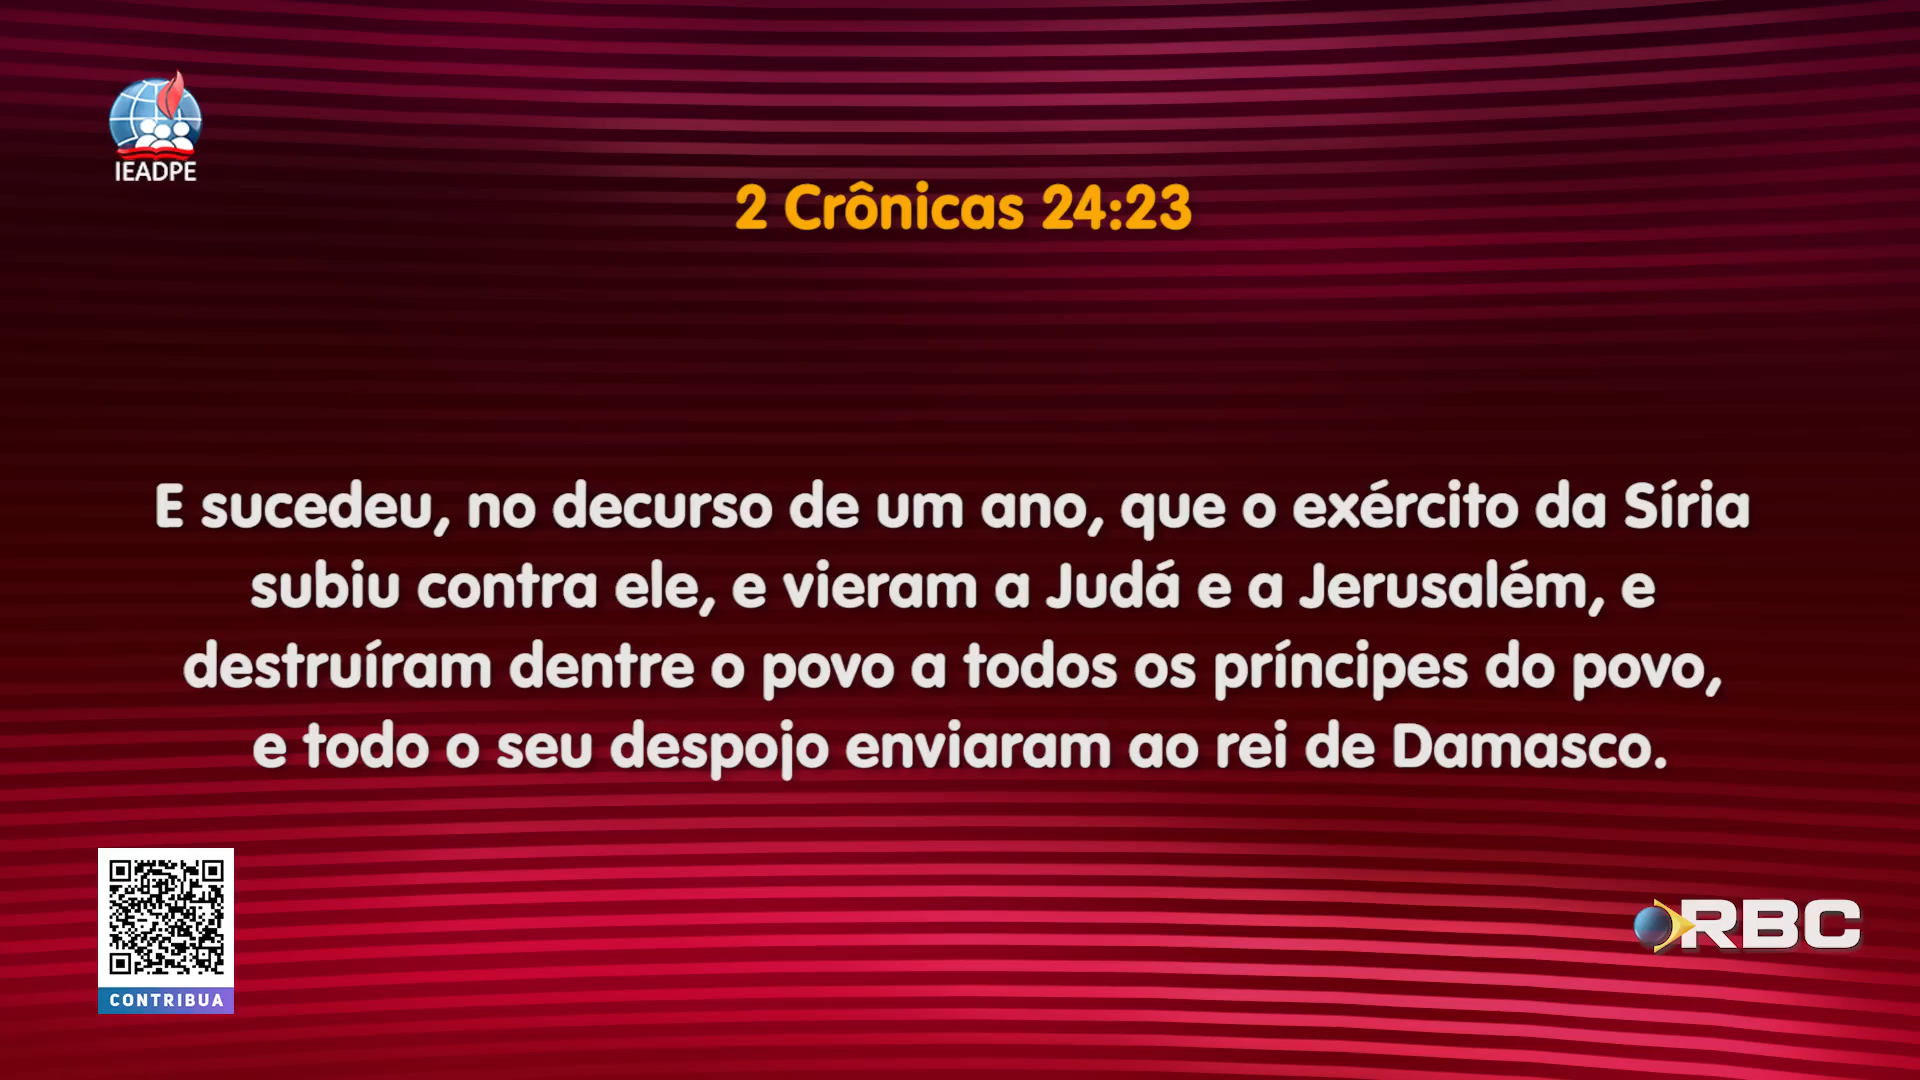 IEADPE
2 Crônicas 24:23
E sucedeu, no decurso de um ano, que o exército da Síria
subiu contra ele, e vieram a Judá e a Jerusalém, e
destruíram dentre o povo a todos os príncipes do povo,
e todo o seu despojo enviaram ao rei de Damasco.
CONTRIBUA
RBC